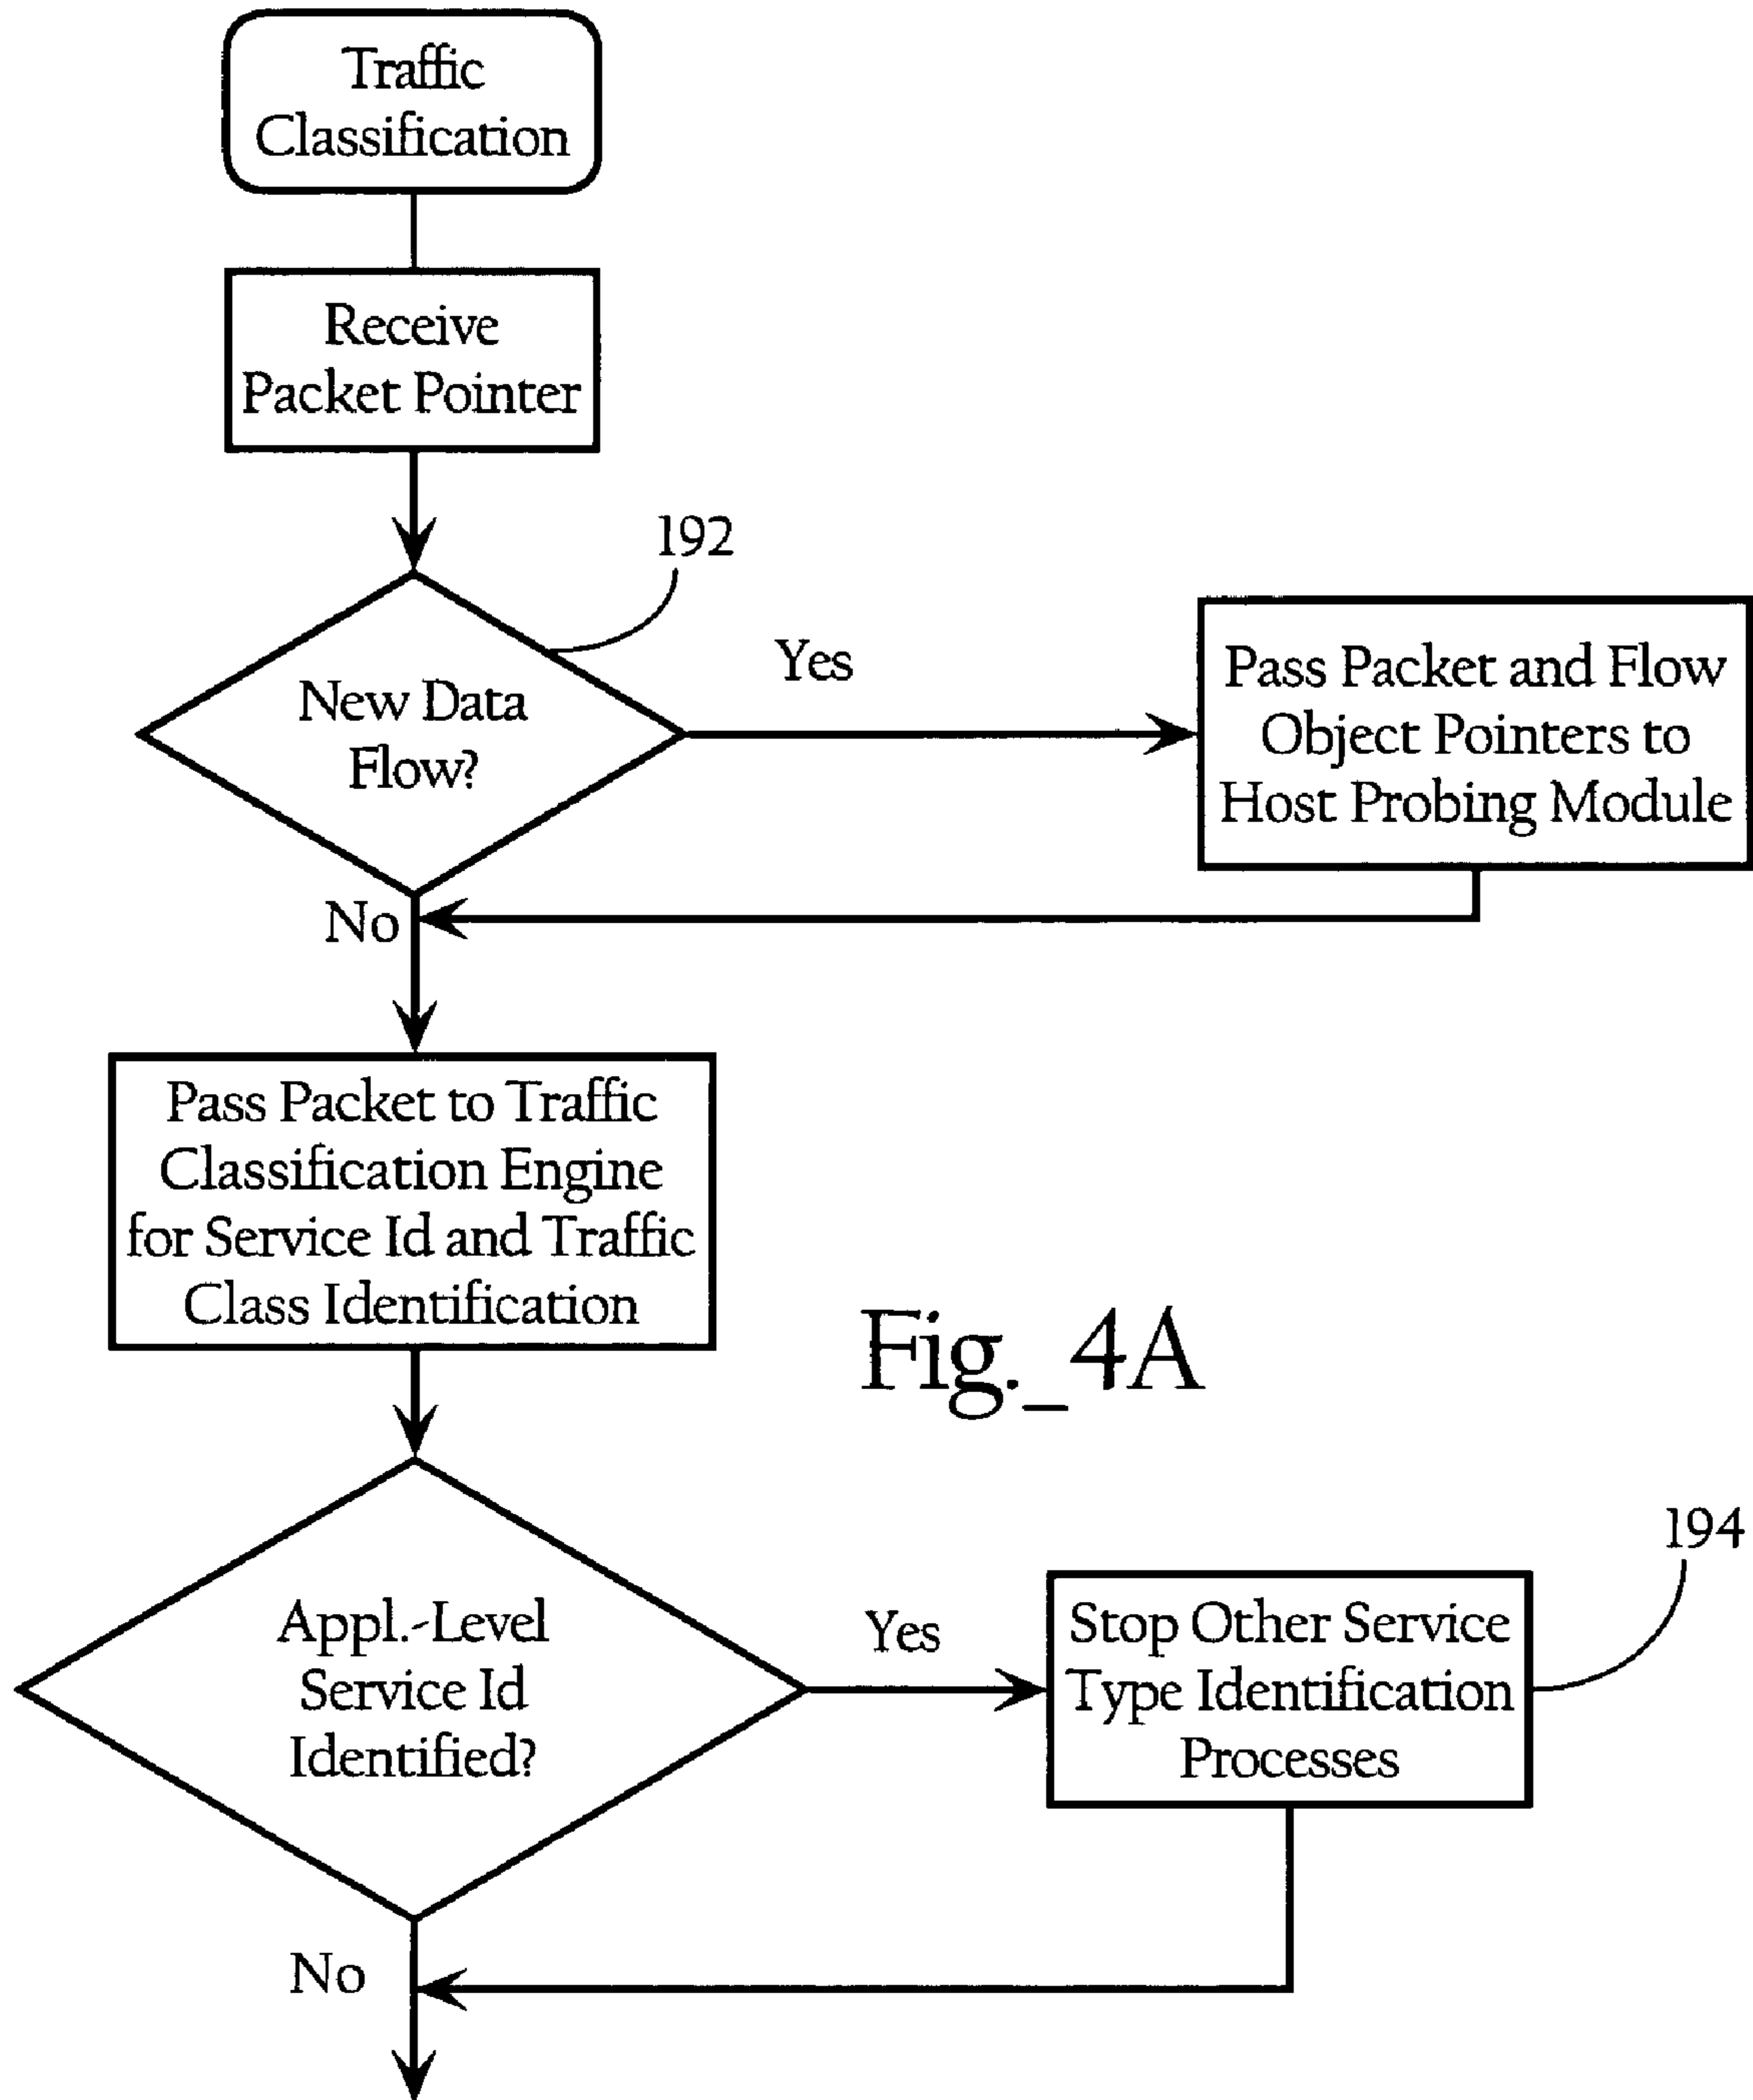 Traffic
Classification
Receive
Packet Pointer
192
New Data
Flow?
Yes
Pass Packet and Flow
Object Pointers to
Host Probing Module
No
Pass Packet to Traffic
Classification Engine
for Service Id and Traffic
Class Identification
Fig._4A
Appl.-Level
Service Id
Identified?
Yes
194
Stop Other Service
Type Identification
Processes
No